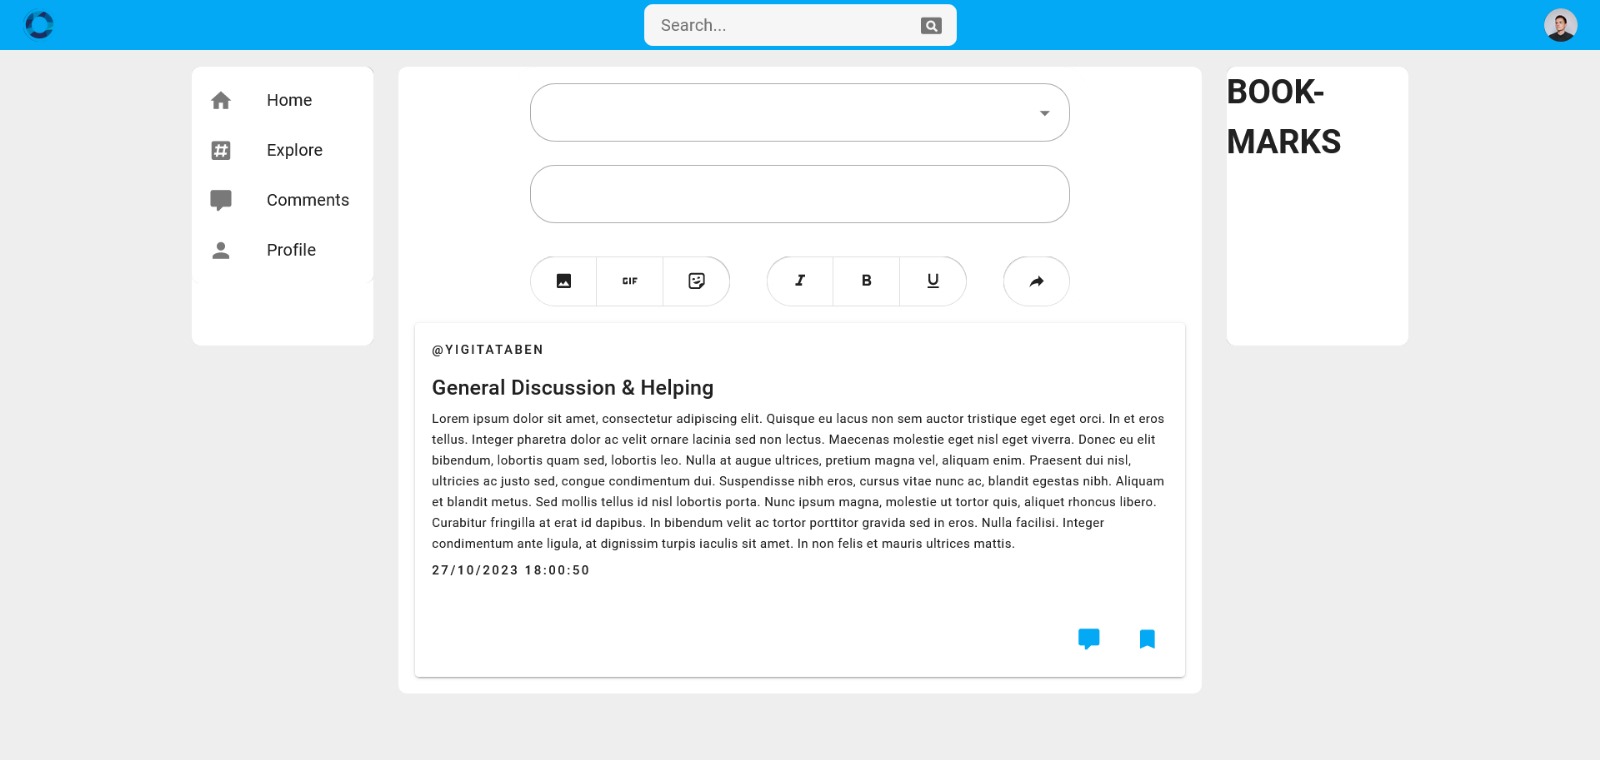 Search...
Home
Explore
Comments
Profile
GIF
I
B
U
@YIGITATABEN
General Discussion & Helping
Lorem ipsum dolor sit amet, consectetur adipiscing elit. Quisque eu lacus non sem auctor tristique eget eget orci. In et eros
tellus. Integer pharetra dolor ac velit ornare lacinia sed non lectus. Maecenas molestie eget nisl eget viverra. Donec eu elit
bibendum, lobortis quam sed, lobortis leo. Nulla at augue ultrices, pretium magna vel, aliquam enim. Praesent dui nisl,
ultricies ac justo sed, congue condimentum dui. Suspendisse nibh eros, cursus vitae nunc ac, blandit egestas nibh. Aliquam
et blandit metus. Sed mollis tellus id nisl lobortis porta. Nunc ipsum magna, molestie ut tortor quis, aliquet rhoncus libero.
Curabitur fringilla at erat id dapibus. In bibendum velit ac tortor porttitor gravida sed in eros. Nulla facilisi. Integer
condimentum ante ligula, at dignissim turpis iaculis sit amet. In non felis et mauris ultrices mattis.
27/10/2023 18:00:50
BOOK-
MARKS